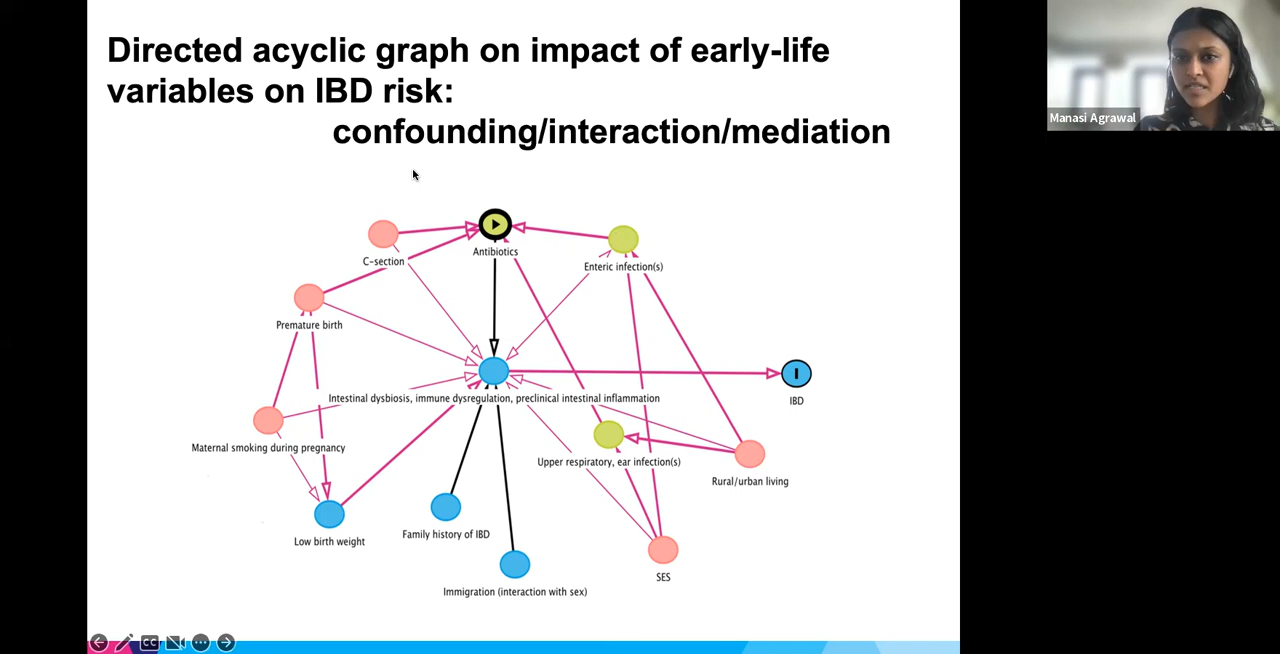 Directed acyclic graph on impact of early-life
variables on IBD risk:
confounding/interaction/mediation
Manasi Agrawal
C-section
Antibiotics
Enteric infection(s)
Premature birth
Intestinal dysbiosis, immune dysregulation, preclinical intestinal inflammation
I
IBD
Maternal smoking during pregnancy
Upper respiratory, ear infection(s)
Rural/urban living
Low birth weight
Family history of IBD
SES
Immigration (interaction with sex)
CC